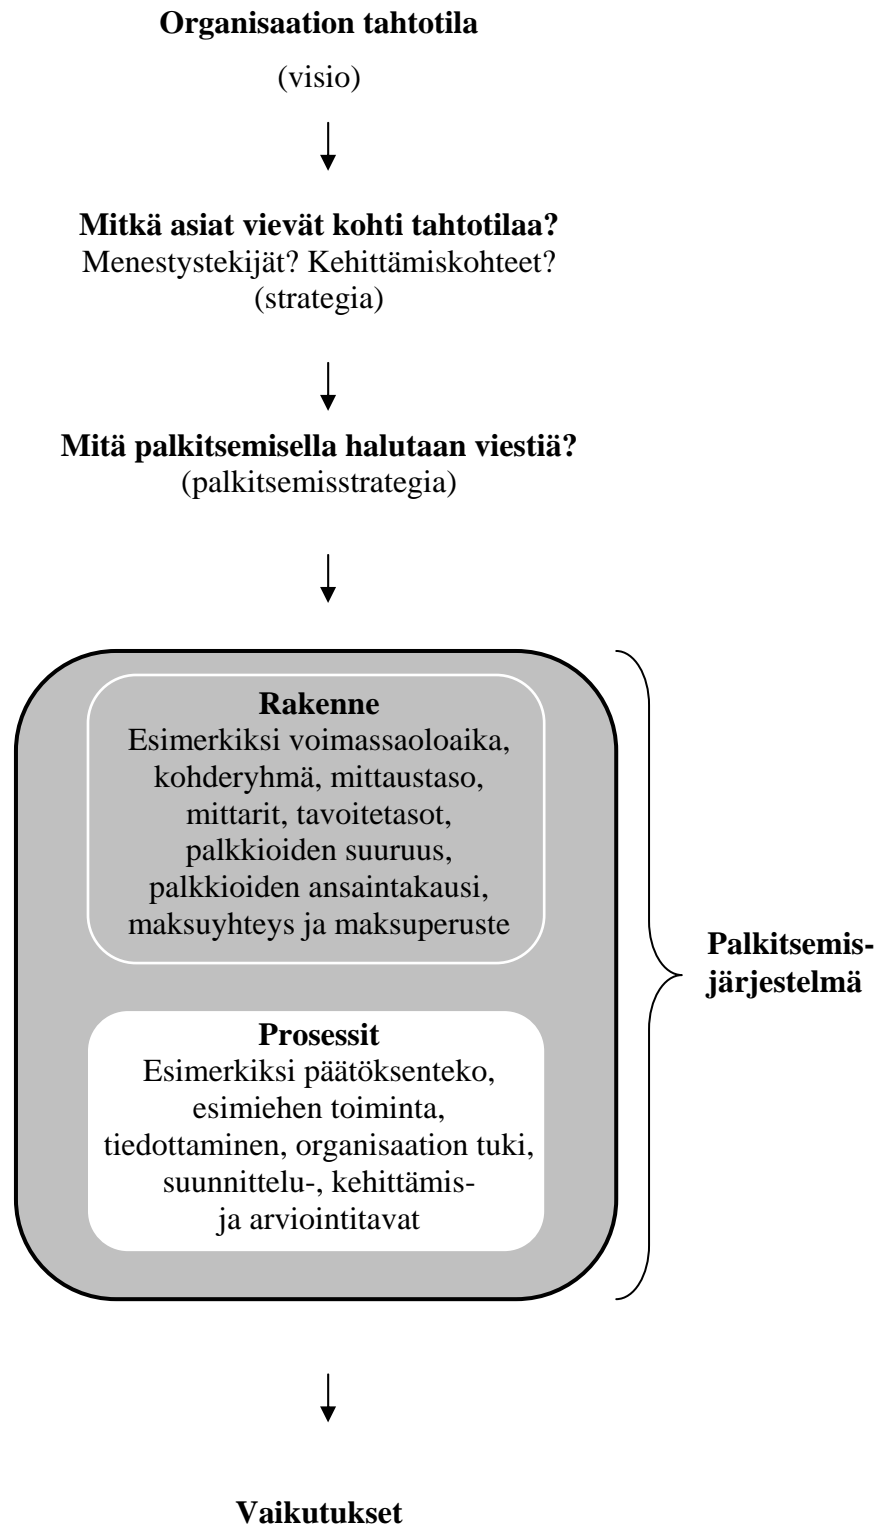 Organisaation tahtotila
(visio)
Mitkä asiat vievät kohti tahtotilaa?
Menestystekijät? Kehittämiskohteet?
(strategia)
Mitä palkitsemisella halutaan viestiä?
(palkitsemisstrategia)
Rakenne
Esimerkiksi voimassaoloaika,
kohderyhmä, mittaustaso,
mittarit, tavoitetasot,
palkkioiden suuruus,
palkkioiden ansaintakausi,
maksuyhteys ja maksuperuste
Palkitsemis-
järjestelmä
Prosessit
Esimerkiksi päätöksenteko,
esimiehen toiminta,
tiedottaminen, organisaation tuki,
suunnittelu-, kehittämis-
ja arviointitavat
Vaikutukset